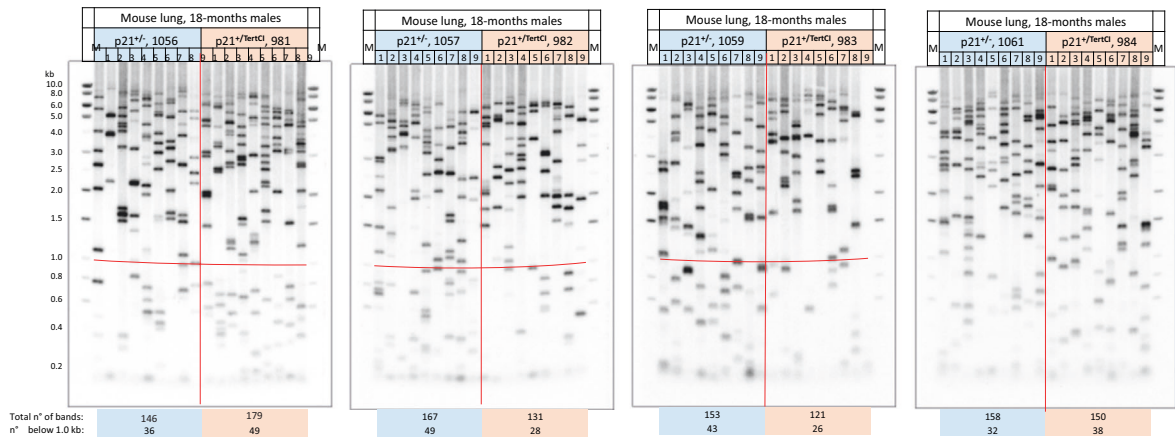 Mouse lung, 18-months males
p21+/-, 1056 p21+/TertCI, 981
M 1 2 3 4 5 6 7 8 9 1 2 3 4 5 6 7 8 9 M
kb
10.0
8.0
6.0
5.0
4.0
3.0
2.5
2.0
1.5
1.0
0.8
0.6
0.4
0.2
Mouse lung, 18-months males
p21+/-, 1057 p21+/TertCI, 982
M 1 2 3 4 5 6 7 8 9 1 2 3 4 5 6 7 8 9 M
Mouse lung, 18-months males
p21+/-, 1059 p21+/TertCI, 983
M 1 2 3 4 5 6 7 8 9 1 2 3 4 5 6 7 8 9 M
Mouse lung, 18-months males
p21+/-, 1061 p21+/TertCI, 984
M 1 2 3 4 5 6 7 8 9 1 2 3 4 5 6 7 8 9 M
Total n° of bands: 146 179 167 131 153 121 158 150
n° below 1.0 kb: 36 49 49 28 43 26 32 38